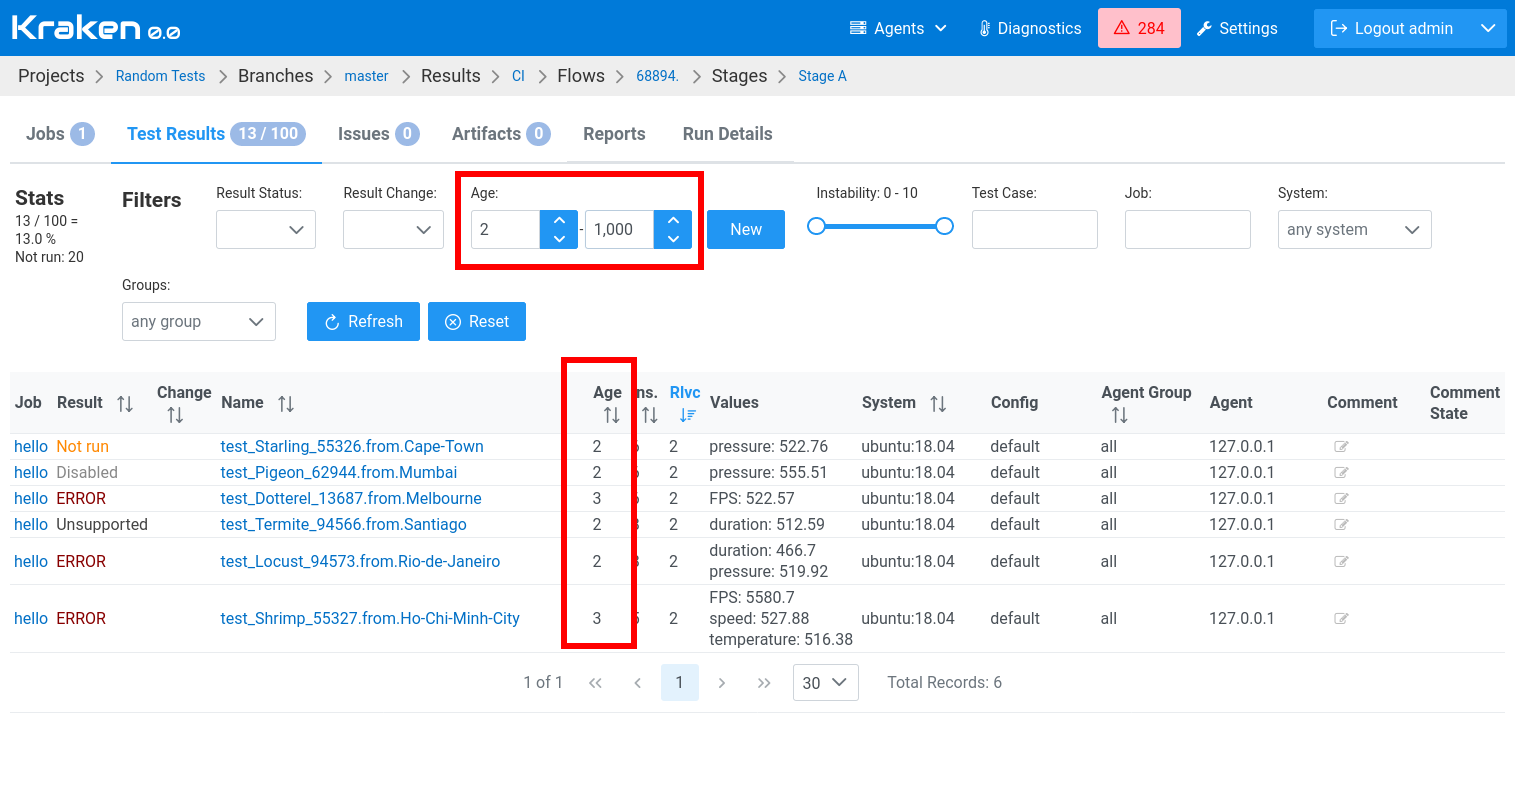 Kraken 0.0
Agents
Diagnostics
284
Settings
Logout admin
Projects > Random Tests > Branches > master > Results > CI > Flows > 68894. > Stages > Stage A
Jobs 1
Test Results 13 / 100
Issues 0
Artifacts 0
Reports
Run Details
Stats
13 / 100 =
13.0 %
Not run: 20
Filters
Result Status:
Result Change:
Age:
2 - 1,000
New
Instability: 0 - 10
Test Case:
Job:
System:
any system
Groups:
any group
Refresh
Reset
Job Result Change Name Age ns. Rlvc Values System Config Agent Group Agent Comment Comment State
hello Not run test_Starling_55326.from.Cape-Town 2 2 pressure: 522.76 ubuntu:18.04 default all 127.0.0.1
hello Disabled test_Pigeon_62944.from.Mumbai 2 2 pressure: 555.51 ubuntu:18.04 default all 127.0.0.1
hello ERROR test_Dotterel_13687.from.Melbourne 3 2 FPS: 522.57 ubuntu:18.04 default all 127.0.0.1
hello Unsupported test_Termite_94566.from.Santiago 2 2 duration: 512.59 ubuntu:18.04 default all 127.0.0.1
hello ERROR test_Locust_94573.from.Rio-de-Janeiro 2 2 duration: 466.7
pressure: 519.92 ubuntu:18.04 default all 127.0.0.1
hello ERROR test_Shrimp_55327.from.Ho-Chi-Minh-City 3 2 FPS: 5580.7
speed: 527.88
temperature: 516.38 ubuntu:18.04 default all 127.0.0.1
1 of 1 << < 1 > >> 30 Total Records: 6